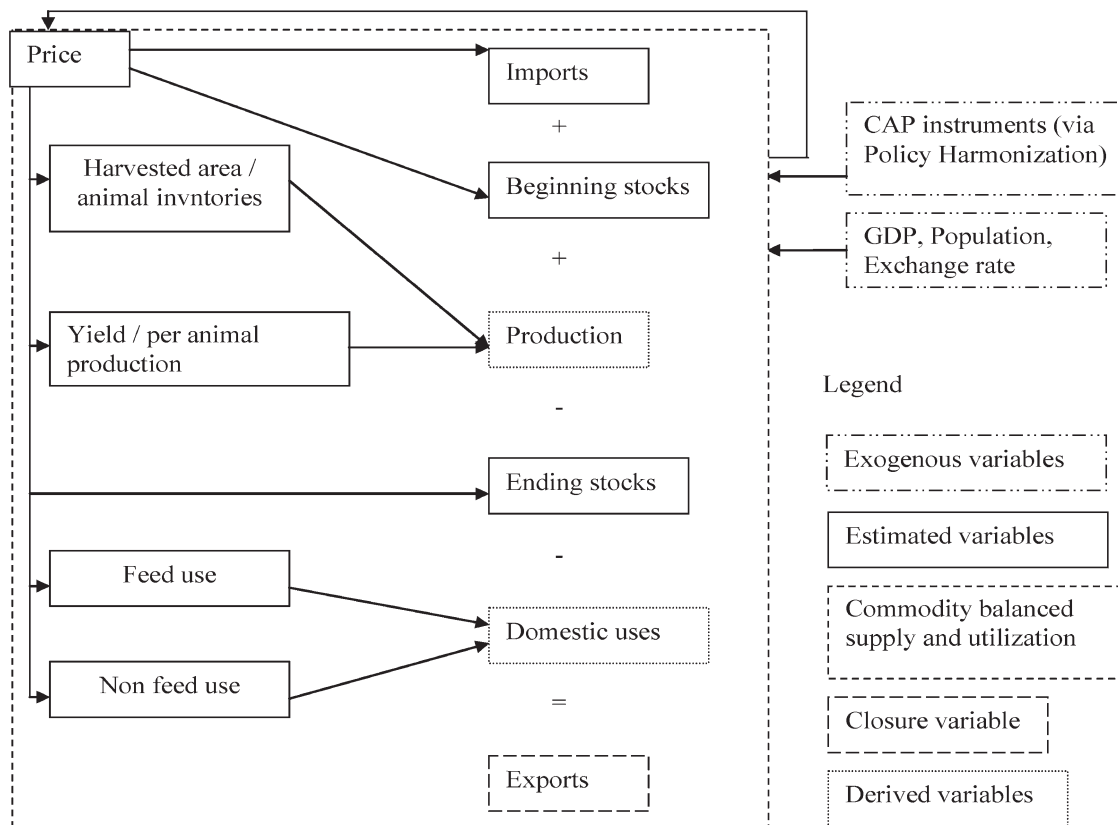 Price
Imports
+
Harvested area /
animal invntories
Beginning stocks
+
Yield / per animal
production
Production
-
Ending stocks
-
Feed use
Domestic uses
Non feed use
=
Exports
CAP instruments (via
Policy Harmonization)
GDP, Population,
Exchange rate
Legend
Exogenous variables
Estimated variables
Commodity balanced
supply and utilization
Closure variable
Derived variables